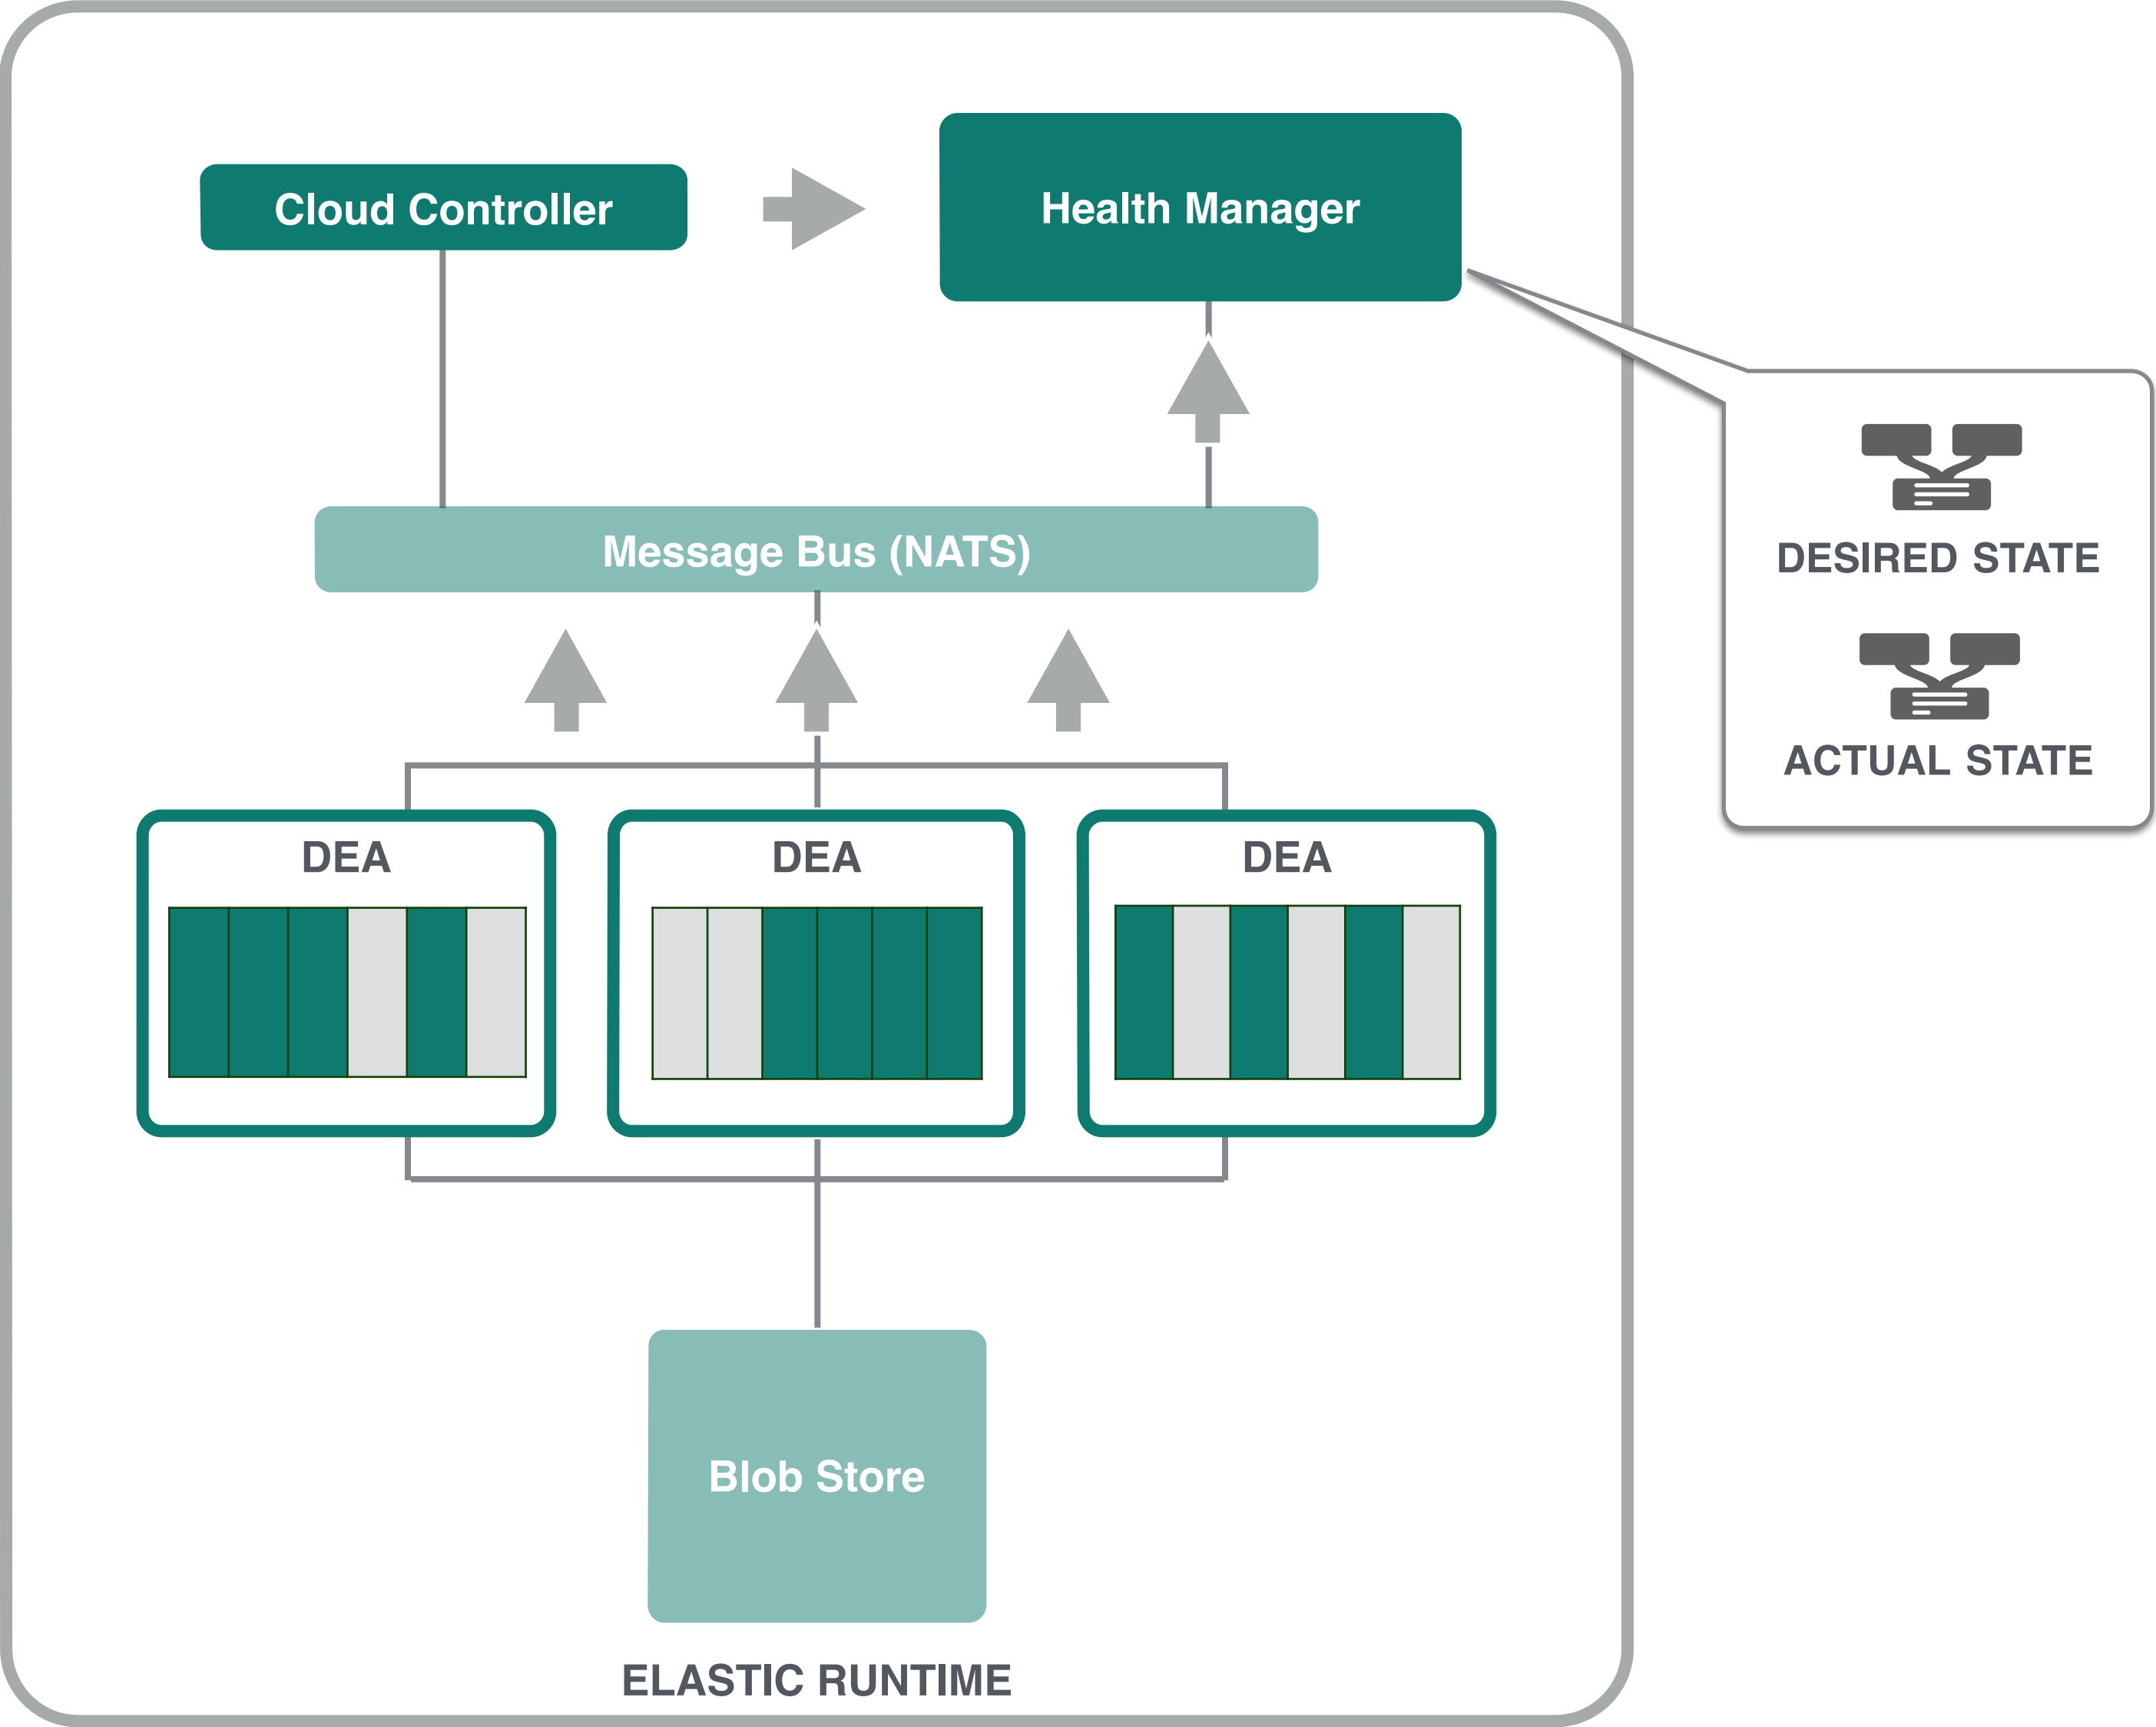 Cloud Controller
Health Manager
Message Bus (NATS)
DESIRED STATE
ACTUAL STATE
DEA
DEA
DEA
Blob Store
ELASTIC RUNTIME